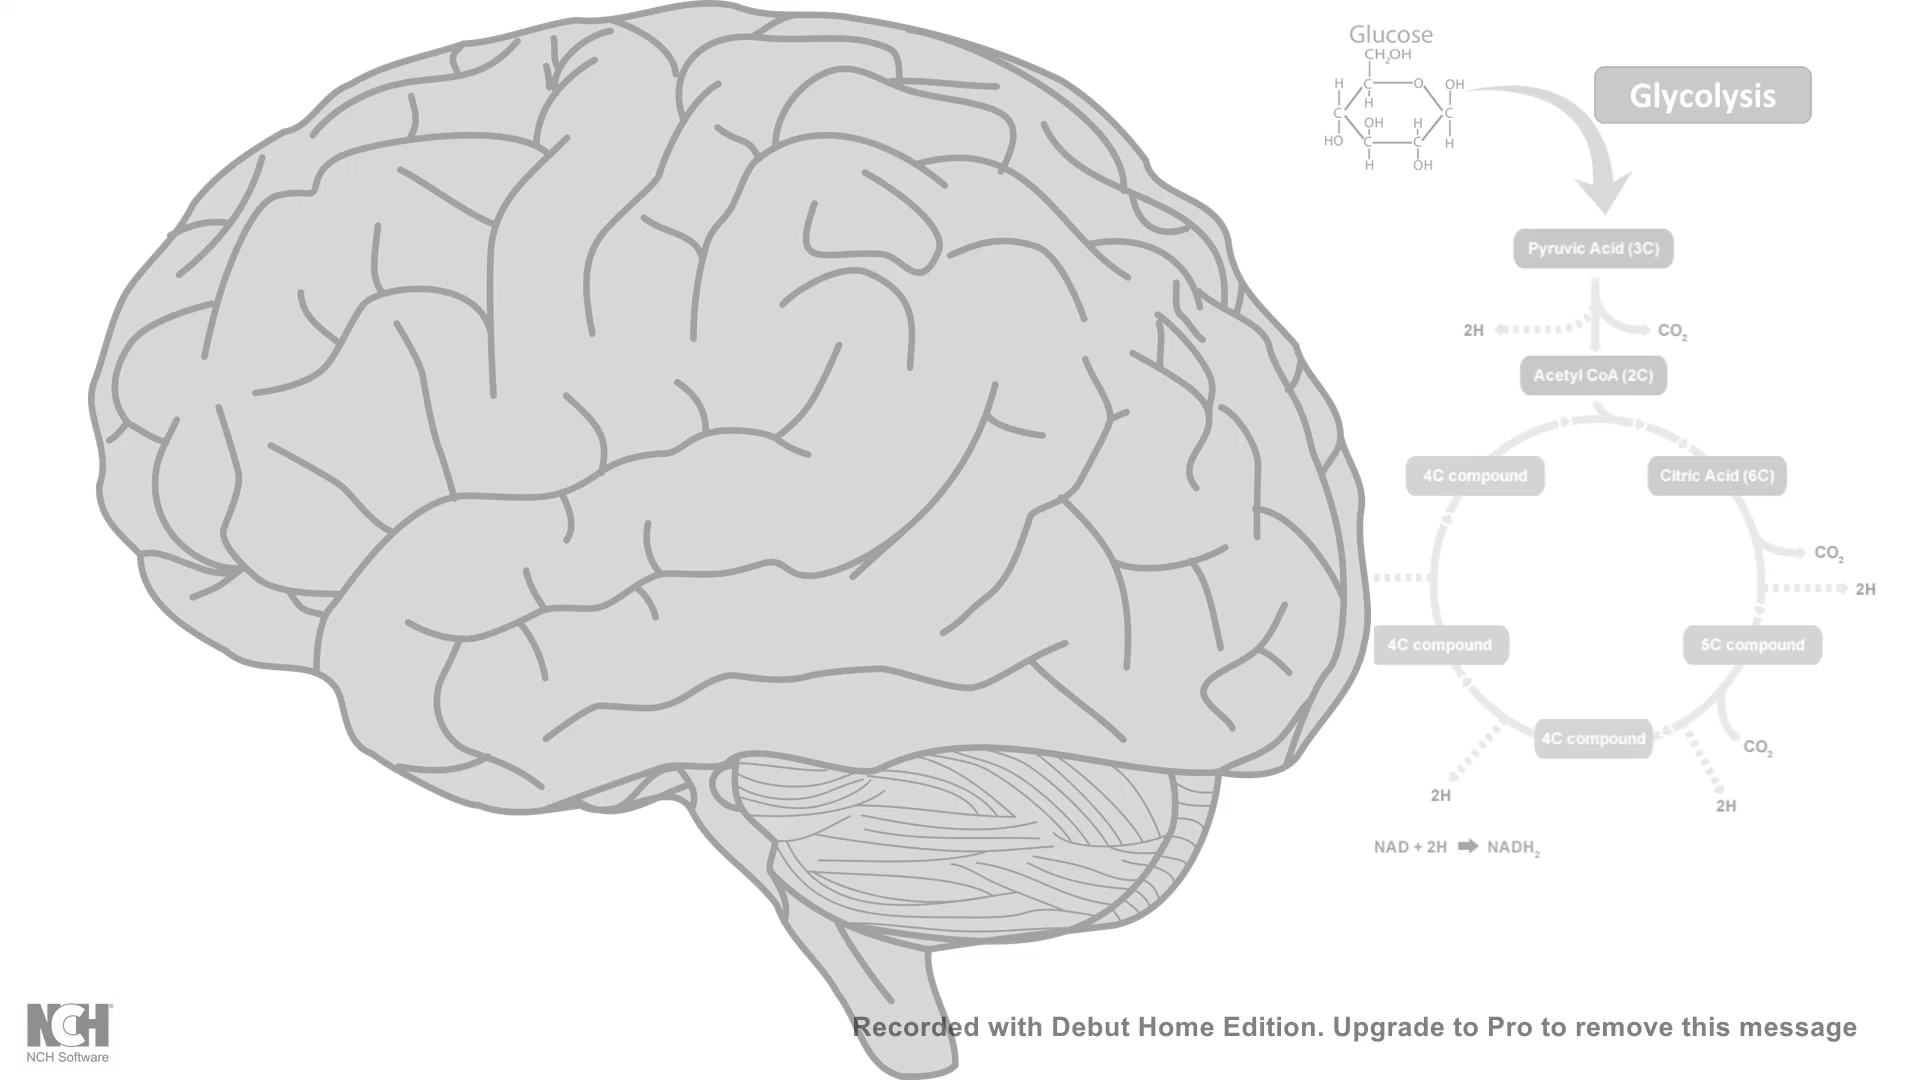 Glucose
CH2OH
H
C
O
OH
H
C
OH
H
C
HO
C
C
H
H
OH
Glycolysis
Pyruvic Acid (3C)
2H
CO2
Acetyl CoA (2C)
4C compound
Citric Acid (6C)
CO2
2H
4C compound
5C compound
4C compound
CO2
2H
2H
NAD + 2H ➡ NADH2
NCH
NCH Software
Recorded with Debut Home Edition. Upgrade to Pro to remove this message